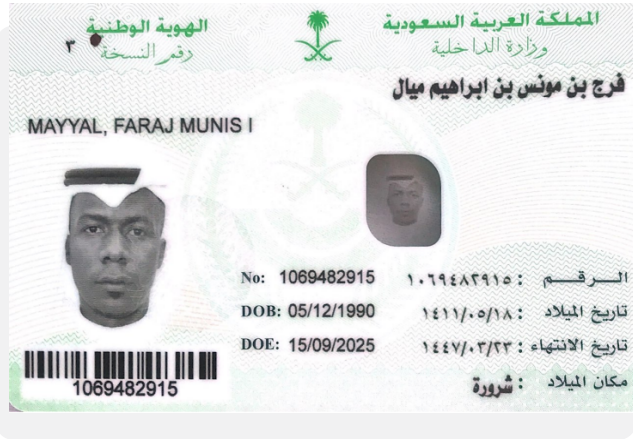 المملكة العربية السعودية
وزارة الداخلية
الهوية الوطنية
رقم النسخة ٣
فرج بن مونس بن ابراهيم ميال
MAYYAL, FARAJ MUNIS I
الرقم : ١٠٦٩٤٨٢٩١٥ No: 1069482915
تاريخ الميلاد : ١٤١١/٠٥/١٨ DOB: 05/12/1990
تاريخ الانتهاء : ١٤٤٧/٠٣/٢٣ DOE: 15/09/2025
مكان الميلاد : شرورة
1069482915